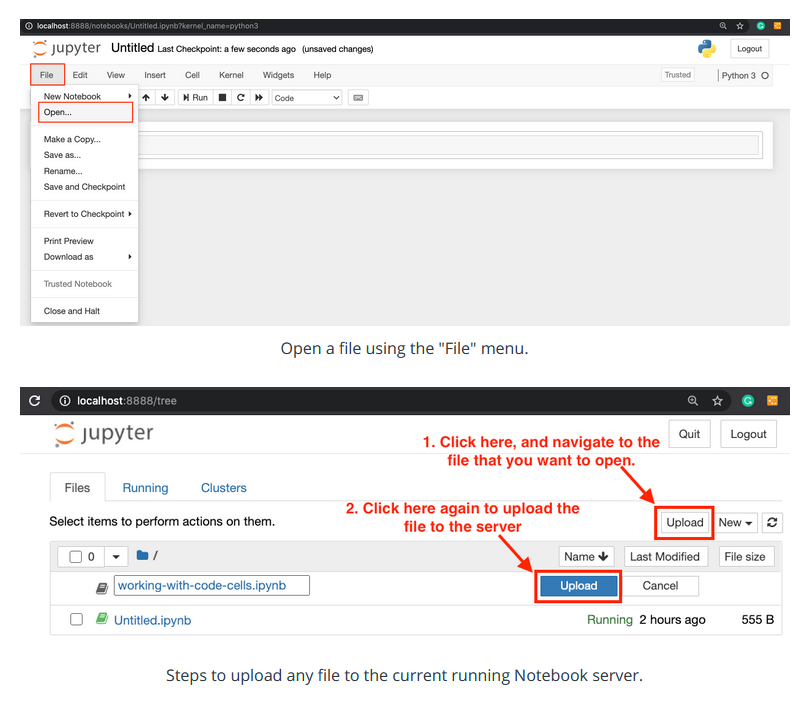 localhost:8888/notebooks/Untitled.ipynb?kernel_name=python3
jupyter Untitled Last Checkpoint: a few seconds ago (unsaved changes) Logout
File Edit View Insert Cell Kernel Widgets Help Trusted Python 3
New Notebook Run Code
Open...
Make a Copy...
Save as...
Rename...
Save and Checkpoint
Revert to Checkpoint
Print Preview
Download as
Trusted Notebook
Close and Halt
Open a file using the "File" menu.
localhost:8888/tree
jupyter Quit Logout
1. Click here, and navigate to the
file that you want to open.
Files Running Clusters
2. Click here again to upload the
file to the server
Select items to perform actions on them. Upload New
0 / Name Last Modified File size
working-with-code-cells.ipynb Upload Cancel
Untitled.ipynb Running 2 hours ago 555 B
Steps to upload any file to the current running Notebook server.